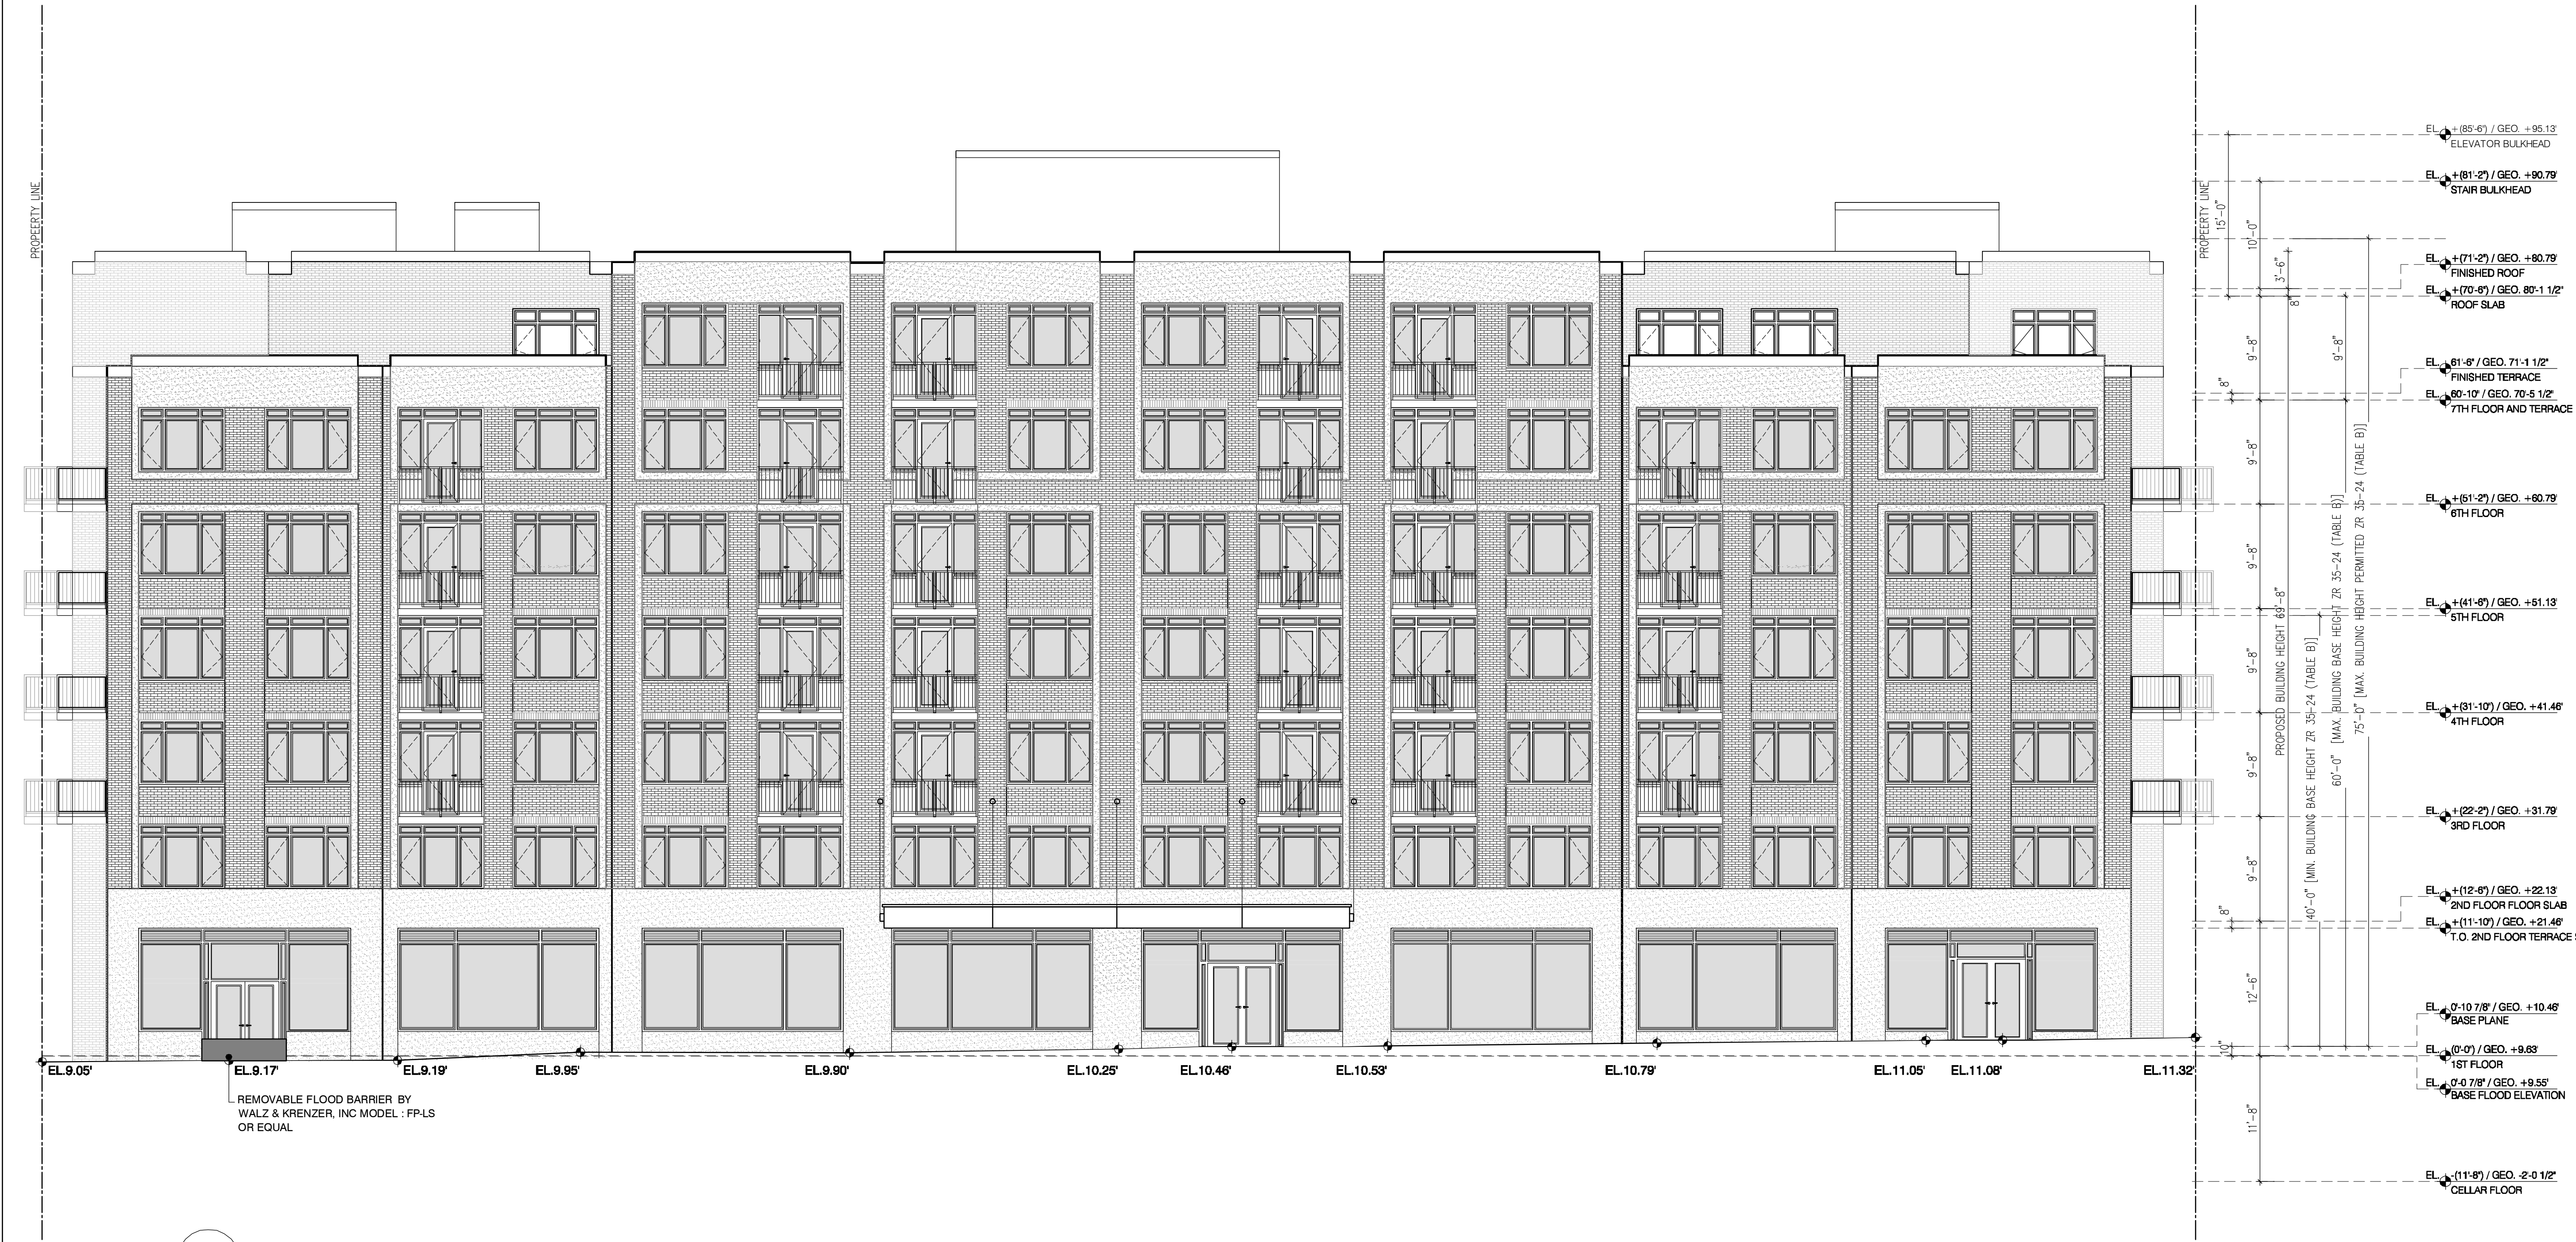 PROPEERTY LINE
PROPEERTY LINE
EL. +(85'-6") / GEO. +95.13'
ELEVATOR BULKHEAD
EL. +(81'-2") / GEO. +90.79'
STAIR BULKHEAD
EL. +(71'-2") / GEO. +80.79'
FINISHED ROOF
EL. +(70'-6") / GEO. 80'-1 1/2"
ROOF SLAB
EL. 61'-6" / GEO. 71'-1 1/2"
FINISHED TERRACE
EL. 60'-10" / GEO. 70'-5 1/2"
7TH FLOOR AND TERRACE
EL. +(51'-2") / GEO. +60.79'
6TH FLOOR
EL. +(41'-6") / GEO. +51.13'
5TH FLOOR
EL. +(31'-10") / GEO. +41.46'
4TH FLOOR
EL. +(22'-2") / GEO. +31.79'
3RD FLOOR
EL. +(12'-6") / GEO. +22.13'
2ND FLOOR FLOOR SLAB
EL. +(11'-10") / GEO. +21.46'
T.O. 2ND FLOOR TERRACE
EL. 0'-10 7/8" / GEO. +10.46'
BASE PLANE
EL. (0'-0") / GEO. +9.63'
1ST FLOOR
EL. 0'-0 7/8" / GEO. +9.55'
BASE FLOOD ELEVATION
EL. -(11'-8") / GEO. -2'-0 1/2"
CELLAR FLOOR
15'-0"
10'-0"
3'-6"
8"
9'-8"
9'-8"
8"
9'-8"
9'-8"
9'-8"
9'-8"
9'-8"
8"
12'-6"
10"
11'-8"
PROPOSED BUILDING HEIGHT 69'-8"
40'-0" [MIN. BUILDING BASE HEIGHT ZR 35-24 (TABLE B)]
60'-0" [MAX. BUILDING BASE HEIGHT ZR 35-24 (TABLE B)]
75'-0" [MAX. BUILDING HEIGHT PERMITTED ZR 35-24 (TABLE B)]
EL.9.05'
EL.9.17'
EL.9.19'
EL.9.95'
EL.9.90'
EL.10.25'
EL.10.46'
EL.10.53'
EL.10.79'
EL.11.05'
EL.11.08'
EL.11.32'
REMOVABLE FLOOD BARRIER BY
WALZ & KRENZER, INC MODEL : FP-LS
OR EQUAL